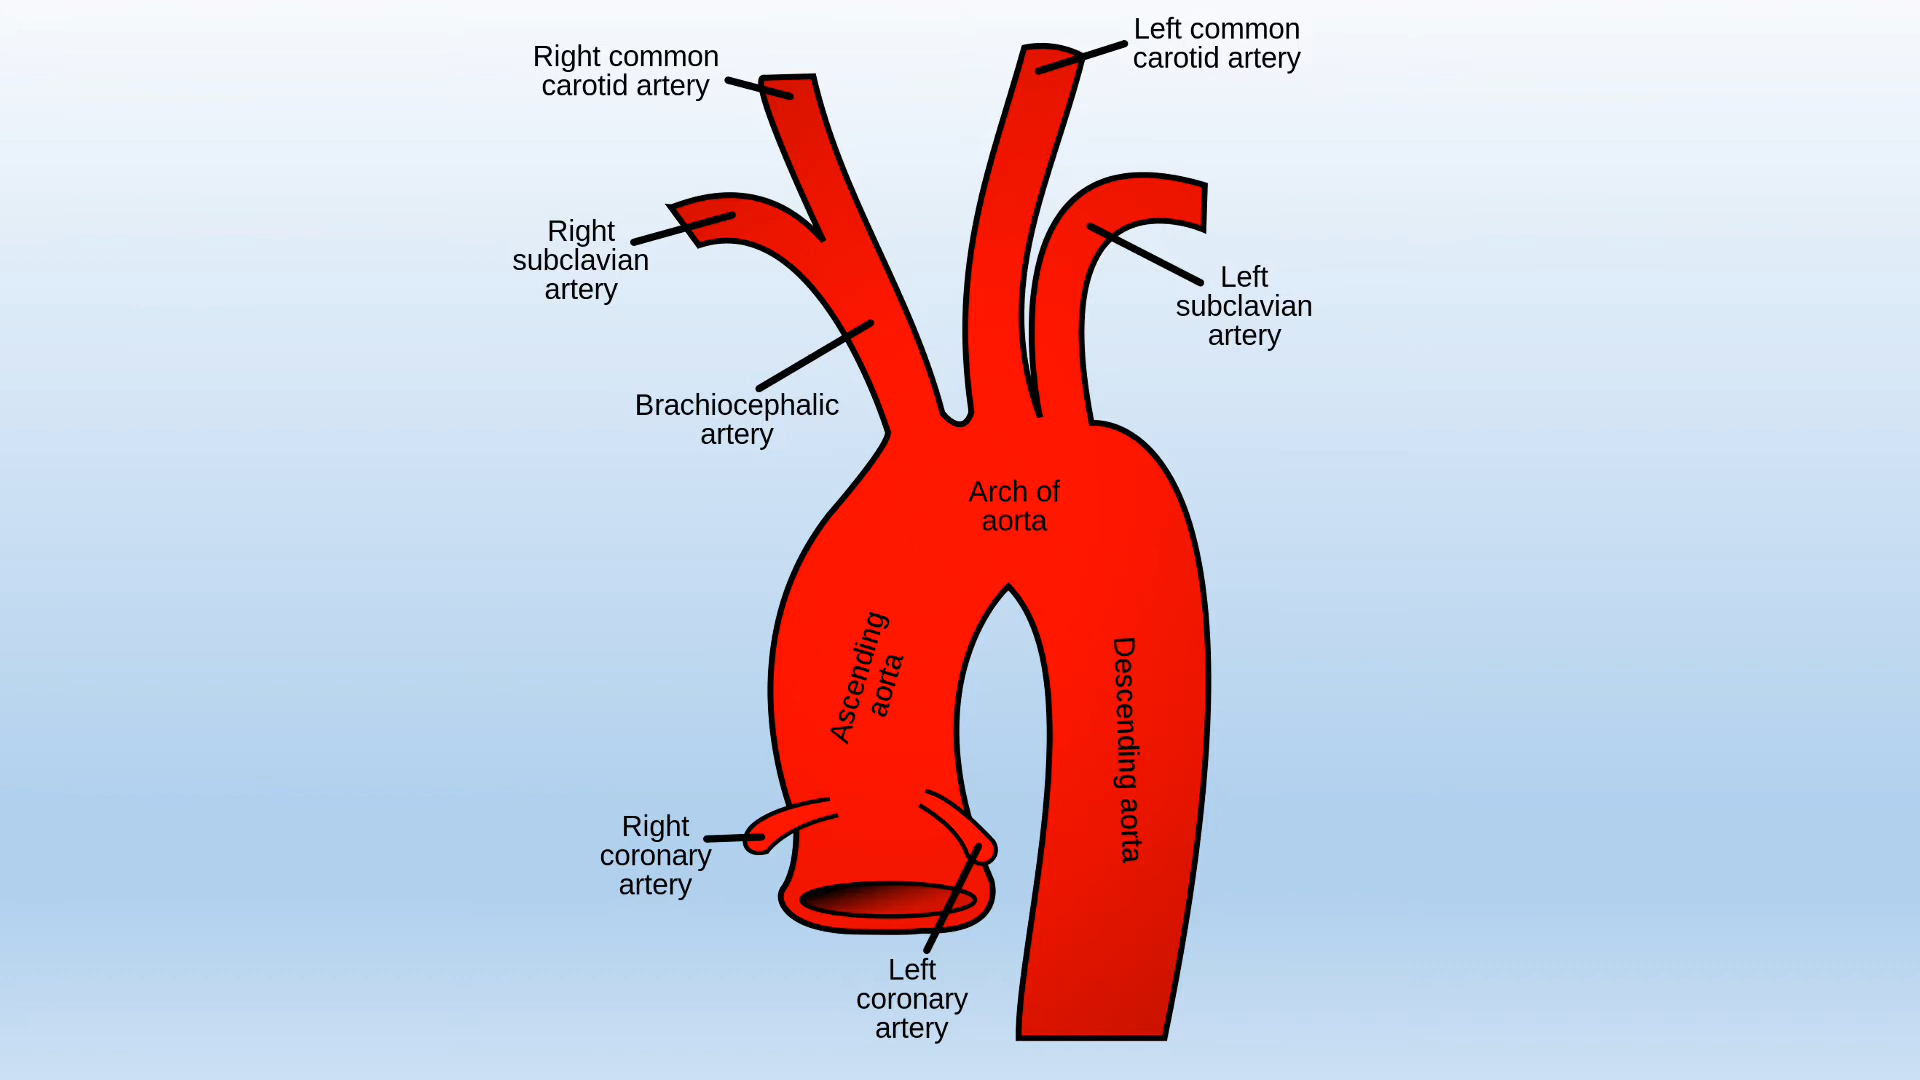 Left common
carotid artery
Right common
carotid artery
Right
subclavian
artery
Left
subclavian
artery
Brachiocephalic
artery
Arch of
aorta
Ascending
aorta
Descending aorta
Right
coronary
artery
Left
coronary
artery